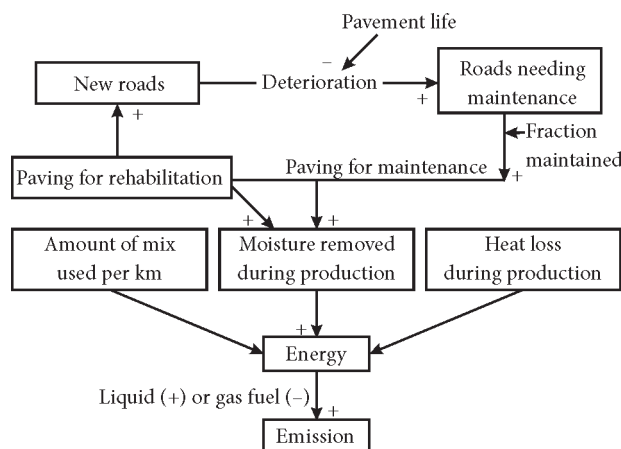 Pavement life
–
New roads
Deterioration
Roads needing
maintenance
+
+
Fraction
maintained
Paving for maintenance
+
Paving for rehabilitation
+
+
Amount of mix
used per km
Moisture removed
during production
Heat loss
during production
+
Energy
Liquid (+) or gas fuel (–)
+
Emission